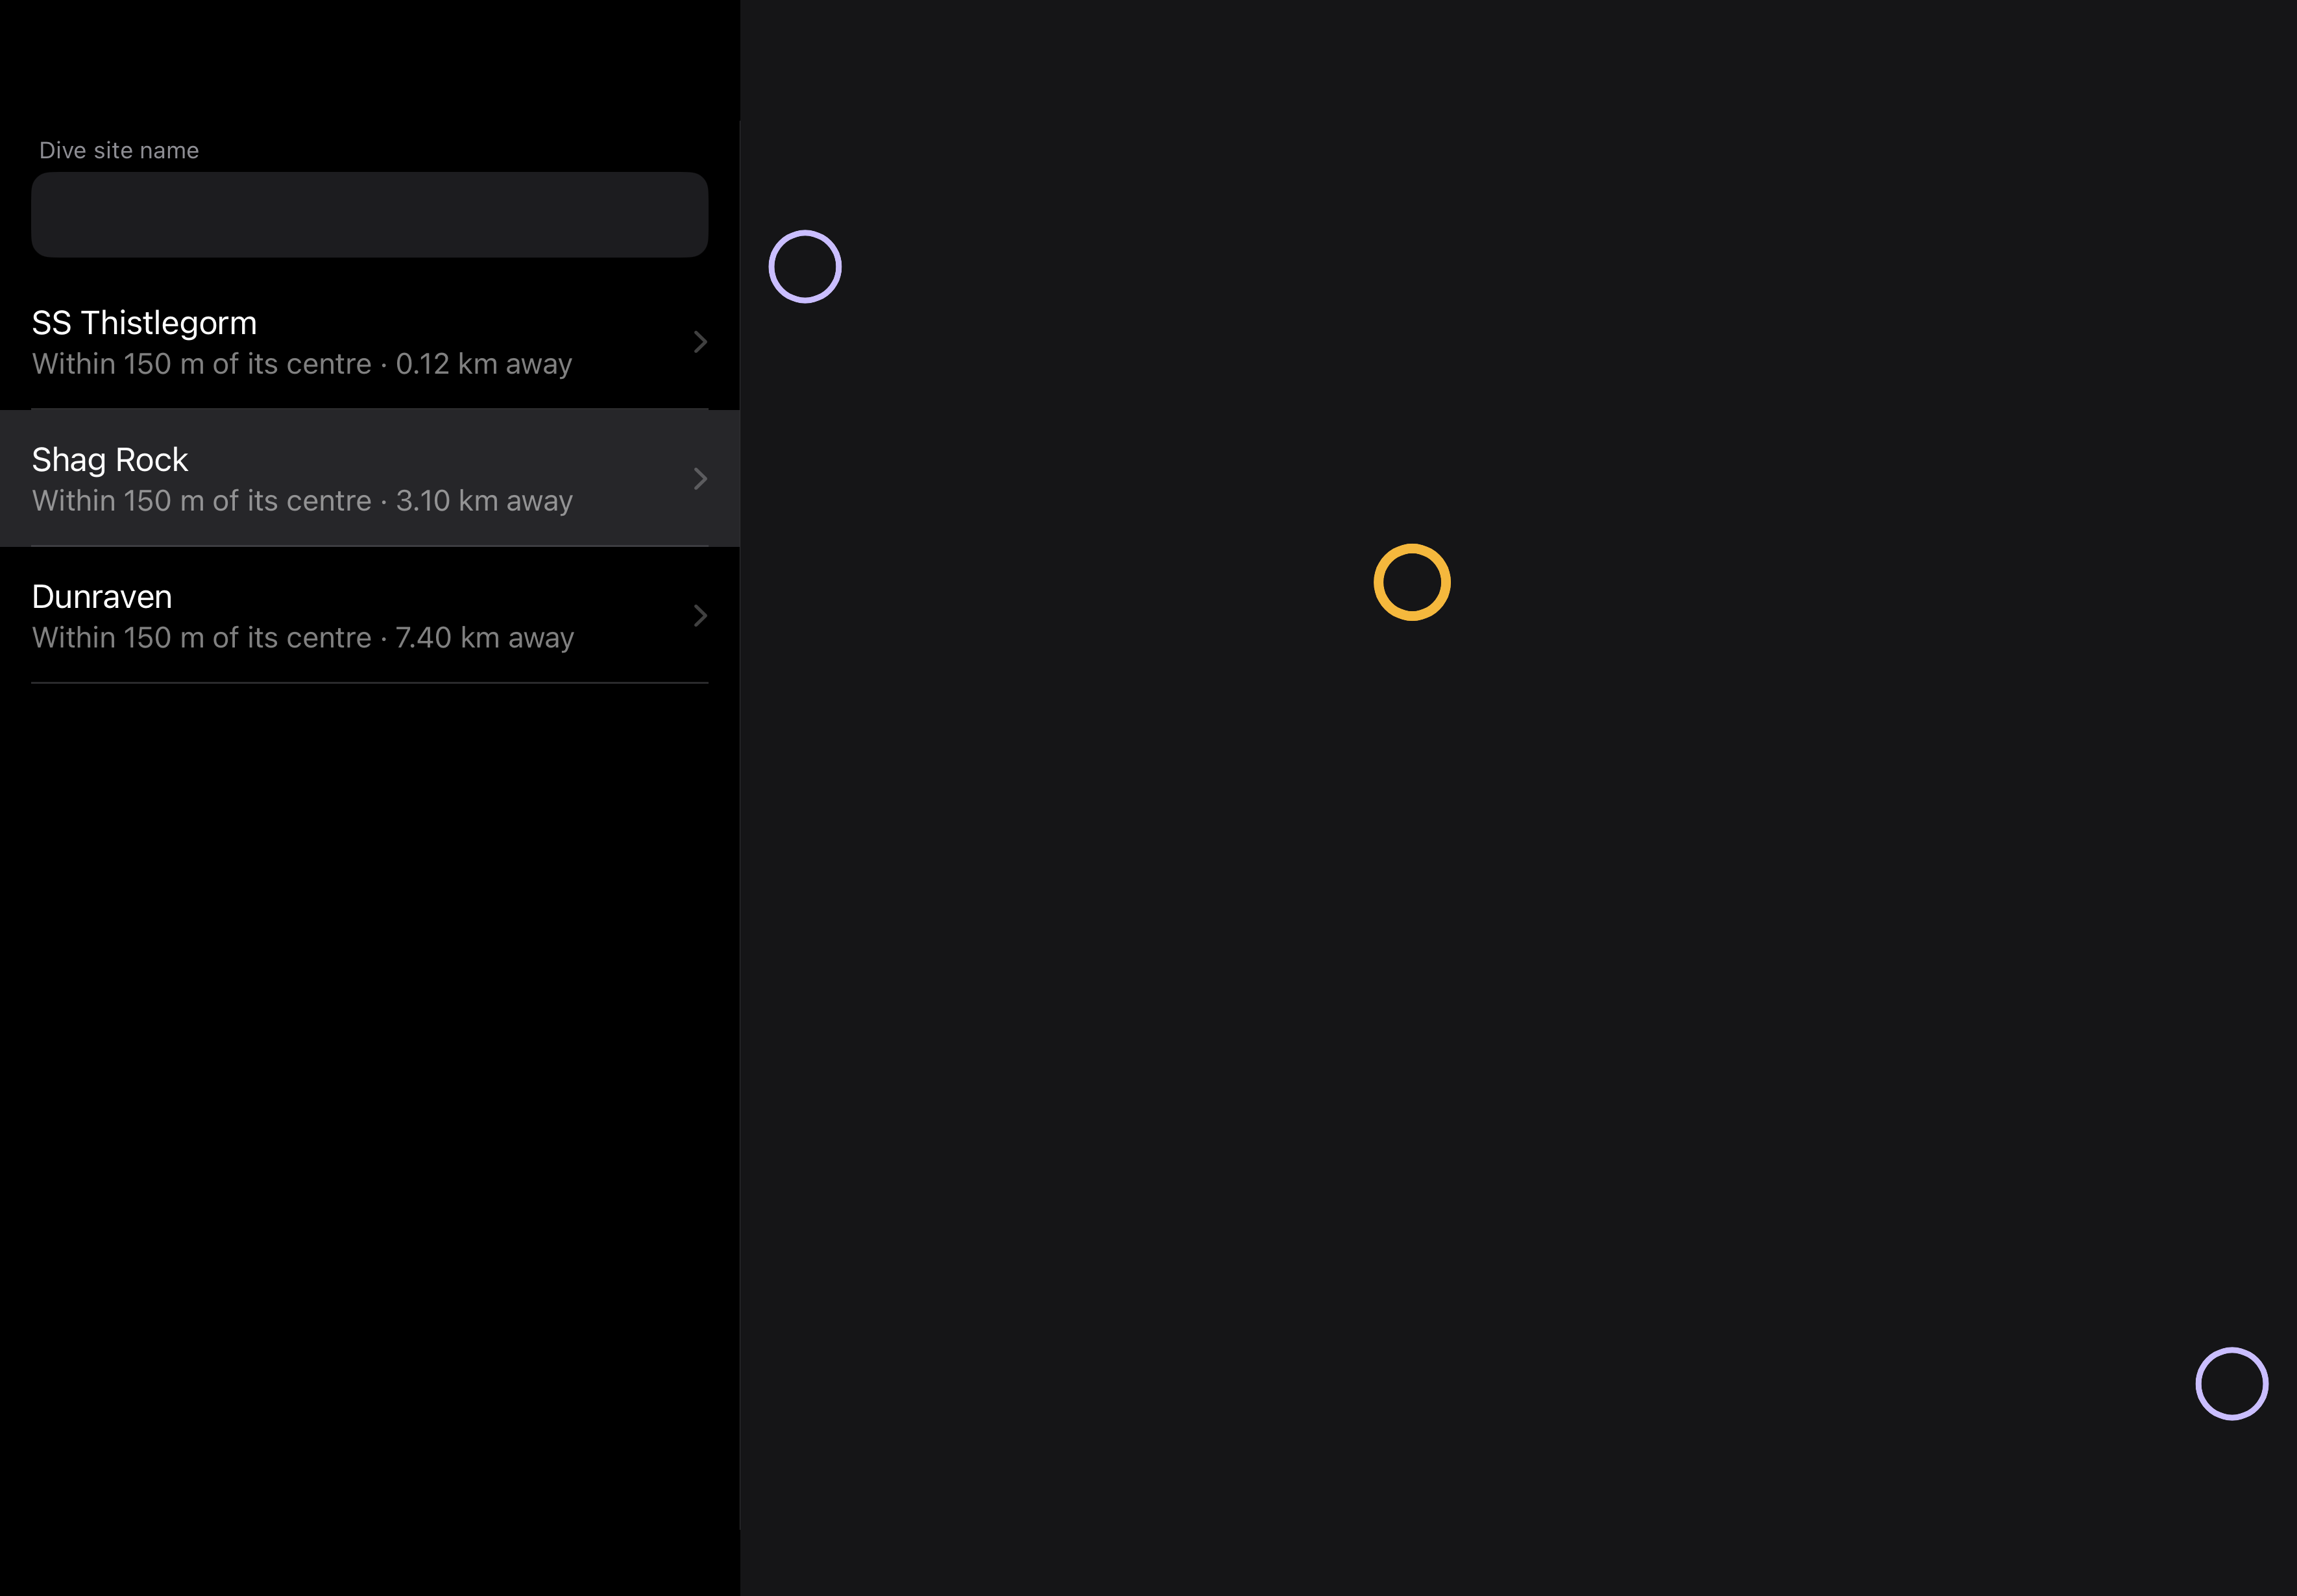 Dive site name
SS Thistlegorm
Within 150 m of its centre · 0.12 km away
Shag Rock
Within 150 m of its centre · 3.10 km away
Dunraven
Within 150 m of its centre · 7.40 km away